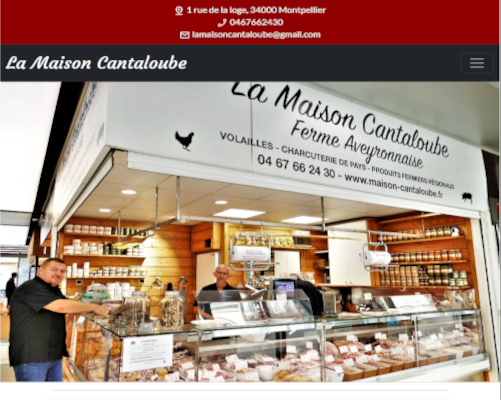 1 rue de la loge, 34000 Montpellier
0467662430
lamaisoncantaloube@gmail.com
La Maison Cantaloube
La Maison Cantaloube
Ferme Aveyronnaise
VOLAILLES - CHARCUTERIE DE PAYS - PRODUITS FERMIERS RÉGIONAUX
04 67 66 24 30 - www.maison-cantaloube.fr